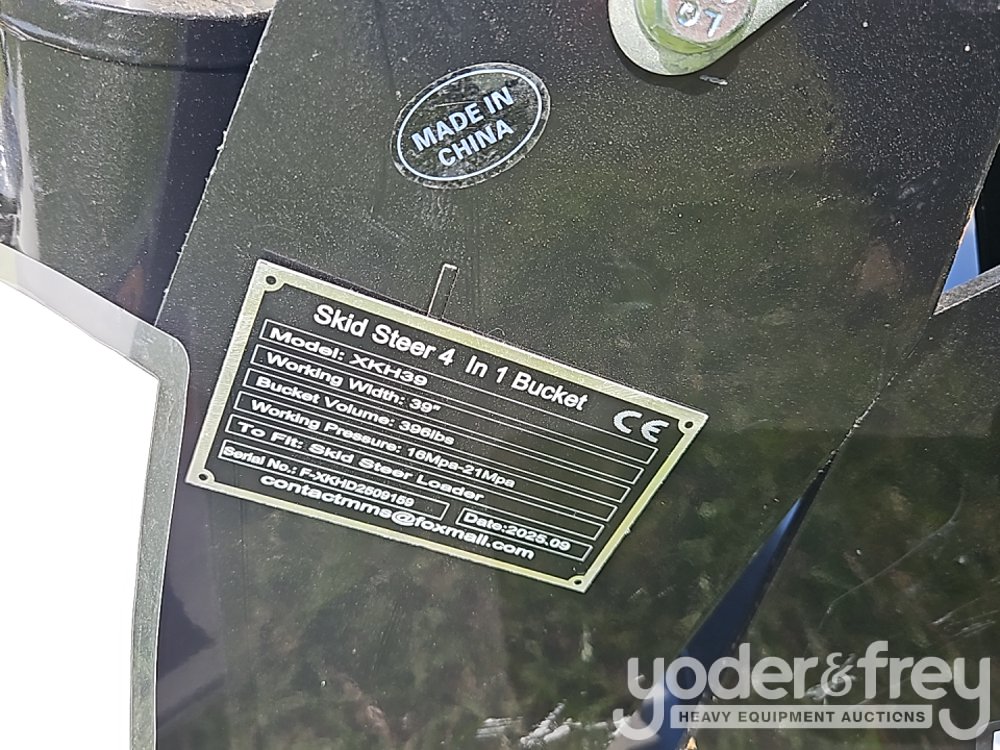 07
MADE IN
CHINA
Skid Steer 4 In 1 Bucket
Model: XKH39
CE
Working Width: 39"
Bucket Volume: 396lbs
Working Pressure: 16Mpa-21Mpa
To Fit: Skid Steer Loader
Serial No.: F-XKHD2509159 Date:2025.09
contactmms@foxmail.com
yoder&frey
HEAVY EQUIPMENT AUCTIONS